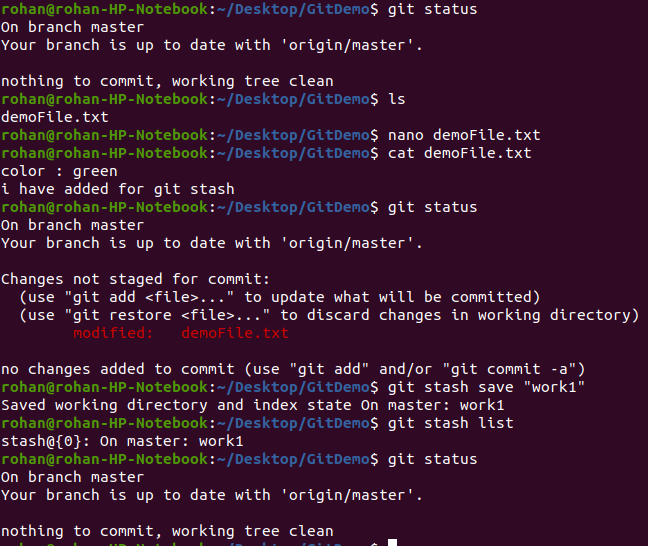 rohan@rohan-HP-Notebook:~/Desktop/GitDemo$ git status
On branch master
Your branch is up to date with 'origin/master'.

nothing to commit, working tree clean
rohan@rohan-HP-Notebook:~/Desktop/GitDemo$ ls
demoFile.txt
rohan@rohan-HP-Notebook:~/Desktop/GitDemo$ nano demoFile.txt
rohan@rohan-HP-Notebook:~/Desktop/GitDemo$ cat demoFile.txt
color : green
i have added for git stash
rohan@rohan-HP-Notebook:~/Desktop/GitDemo$ git status
On branch master
Your branch is up to date with 'origin/master'.

Changes not staged for commit:
  (use "git add <file>..." to update what will be committed)
  (use "git restore <file>..." to discard changes in working directory)
        modified:   demoFile.txt

no changes added to commit (use "git add" and/or "git commit -a")
rohan@rohan-HP-Notebook:~/Desktop/GitDemo$ git stash save "work1"
Saved working directory and index state On master: work1
rohan@rohan-HP-Notebook:~/Desktop/GitDemo$ git stash list
stash@{0}: On master: work1
rohan@rohan-HP-Notebook:~/Desktop/GitDemo$ git status
On branch master
Your branch is up to date with 'origin/master'.

nothing to commit, working tree clean
rohan@rohan-HP-Notebook:~/Desktop/GitDemo$